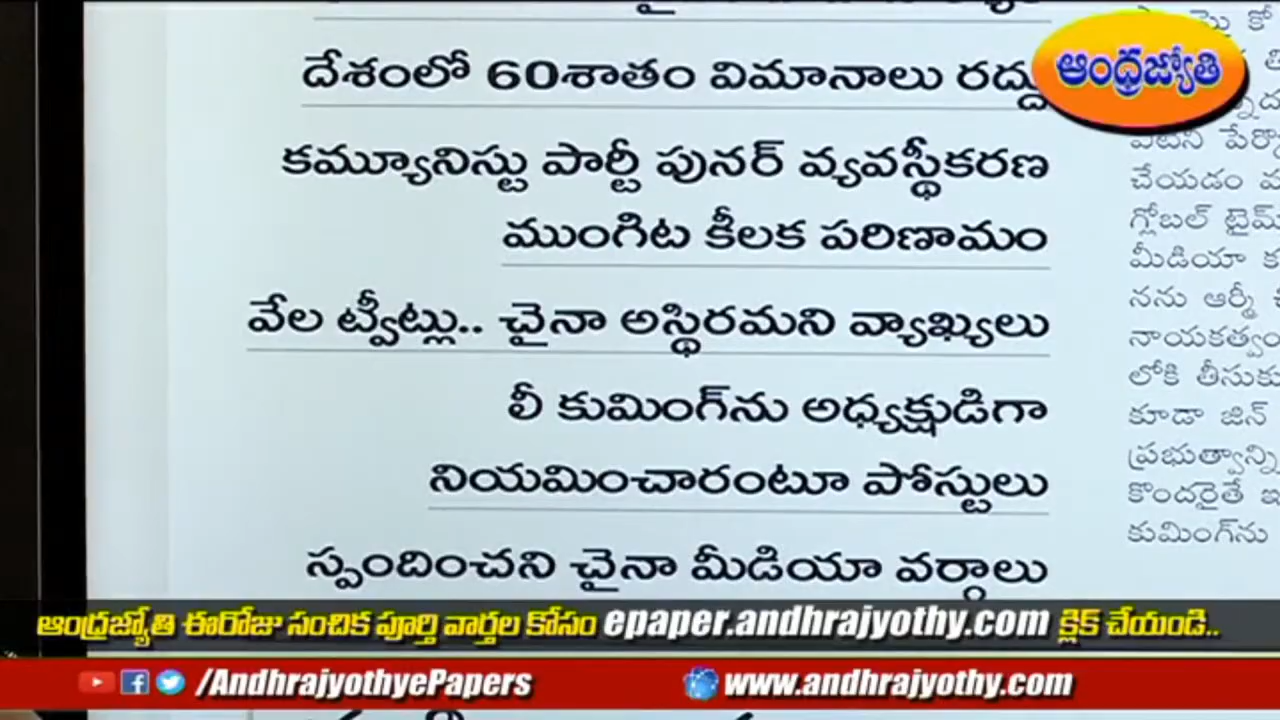 దేశంలో 60శాతం విమానాలు రద్దు
ఆంధ్రజ్యోతి
కమ్యూనిస్టు పార్టీ పునర్ వ్యవస్థీకరణ
ముంగిట కీలక పరిణామం
వేల ట్వీట్లు.. చైనా అస్థిరమని వ్యాఖ్యలు
లీ కుమింగ్‌ను అధ్యక్షుడిగా
నియమించారంటూ పోస్టులు
స్పందించని చైనా మీడియా వర్గాలు
చేయడం
గ్లోబల్
మీడియా
నను ఆర్మీ
నాయకత్వం
లోకి
కూడా జిన్
ప్రభుత్వాన్ని
కొందరైతే
కుమింగ్‌ను
ఆంధ్రజ్యోతి ఈరోజు సంచిక పూర్తి వార్తల కోసం epaper.andhrajyothy.com క్లిక్ చేయండి..
/AndhrajyothyePapers
www.andhrajyothy.com